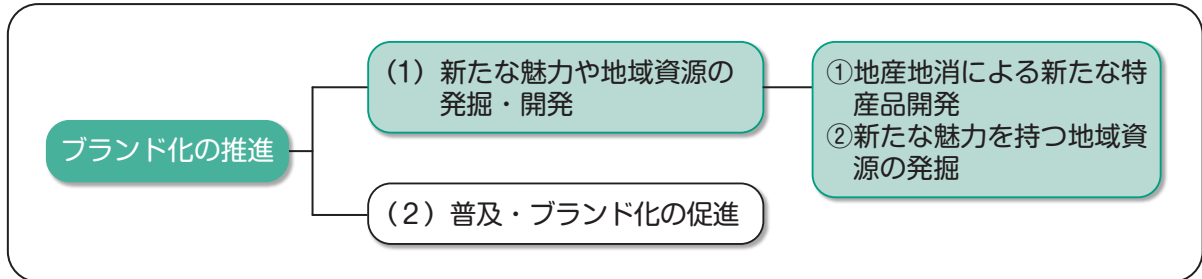 ブランド化の推進
(1) 新たな魅力や地域資源の
発掘・開発
①地産地消による新たな特
産品開発
②新たな魅力を持つ地域資
源の発掘
(2) 普及・ブランド化の促進